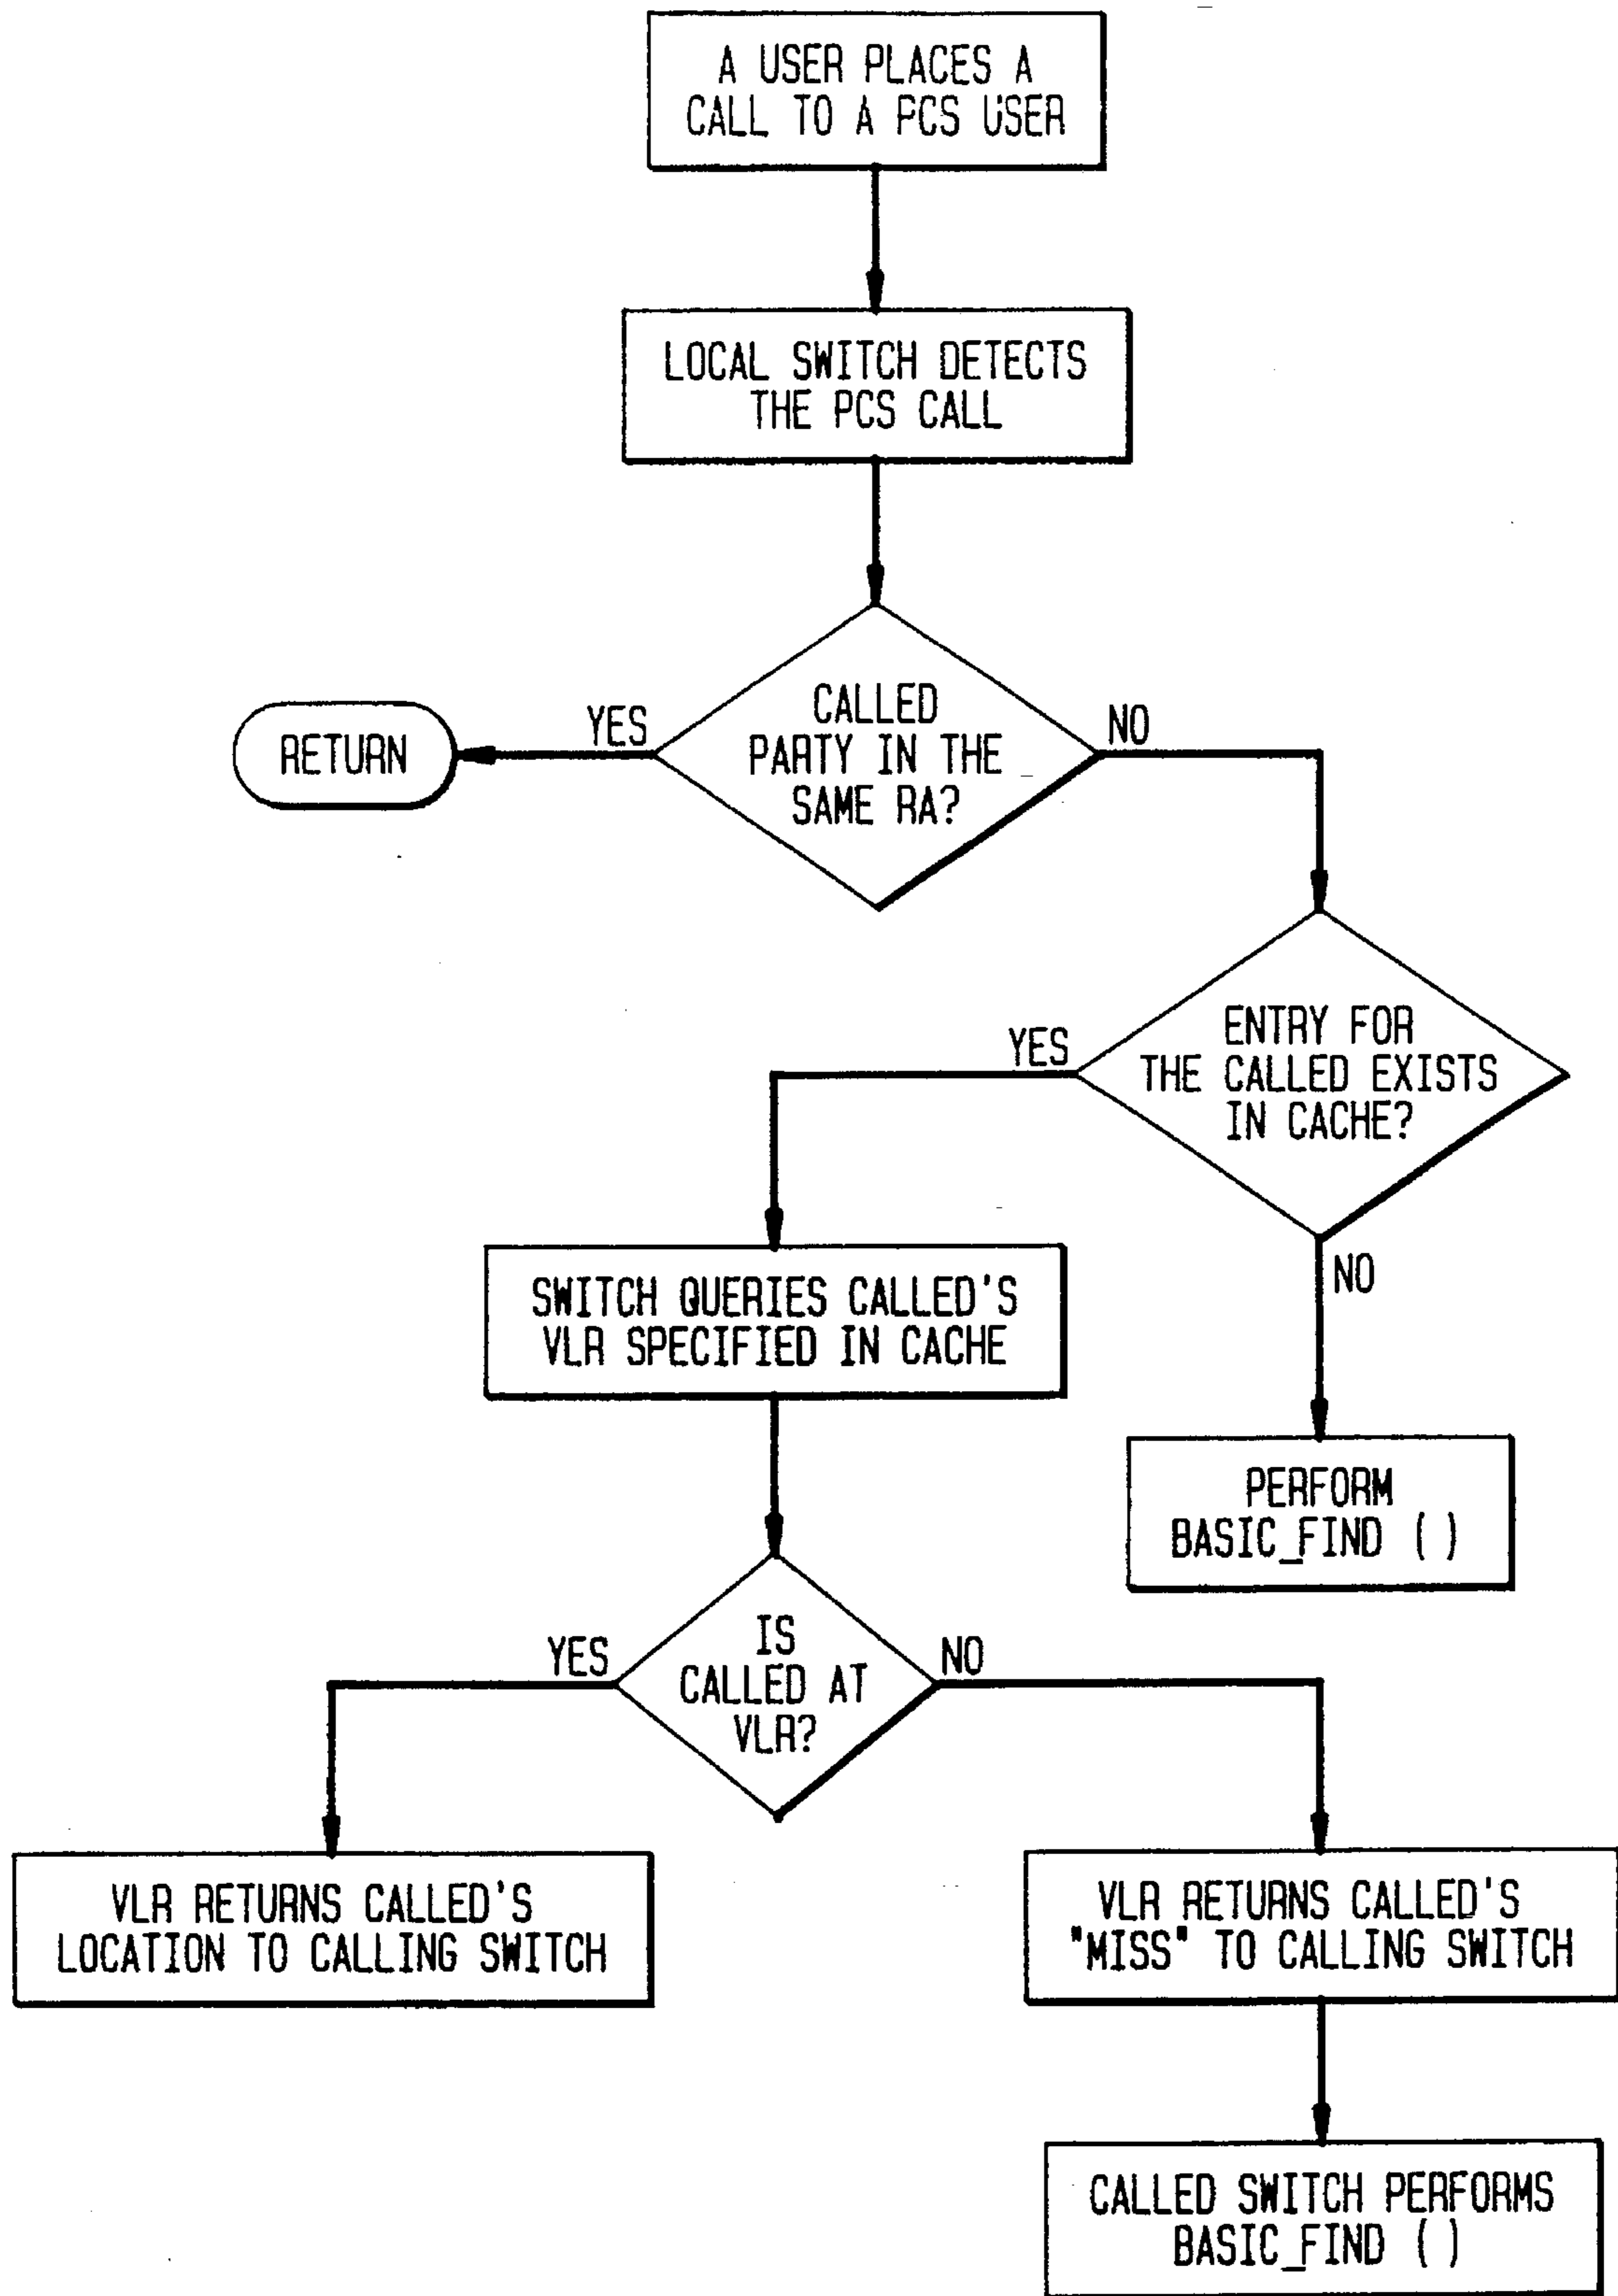 A USER PLACES A
CALL TO A PCS USER
LOCAL SWITCH DETECTS
THE PCS CALL
CALLED
PARTY IN THE
SAME RA?
YES
NO
RETURN
ENTRY FOR
THE CALLED EXISTS
IN CACHE?
YES
NO
SWITCH QUERIES CALLED'S
VLR SPECIFIED IN CACHE
PERFORM
BASIC_FIND ( )
IS
CALLED AT
VLR?
YES
NO
VLR RETURNS CALLED'S
LOCATION TO CALLING SWITCH
VLR RETURNS CALLED'S
"MISS" TO CALLING SWITCH
CALLED SWITCH PERFORMS
BASIC_FIND ( )